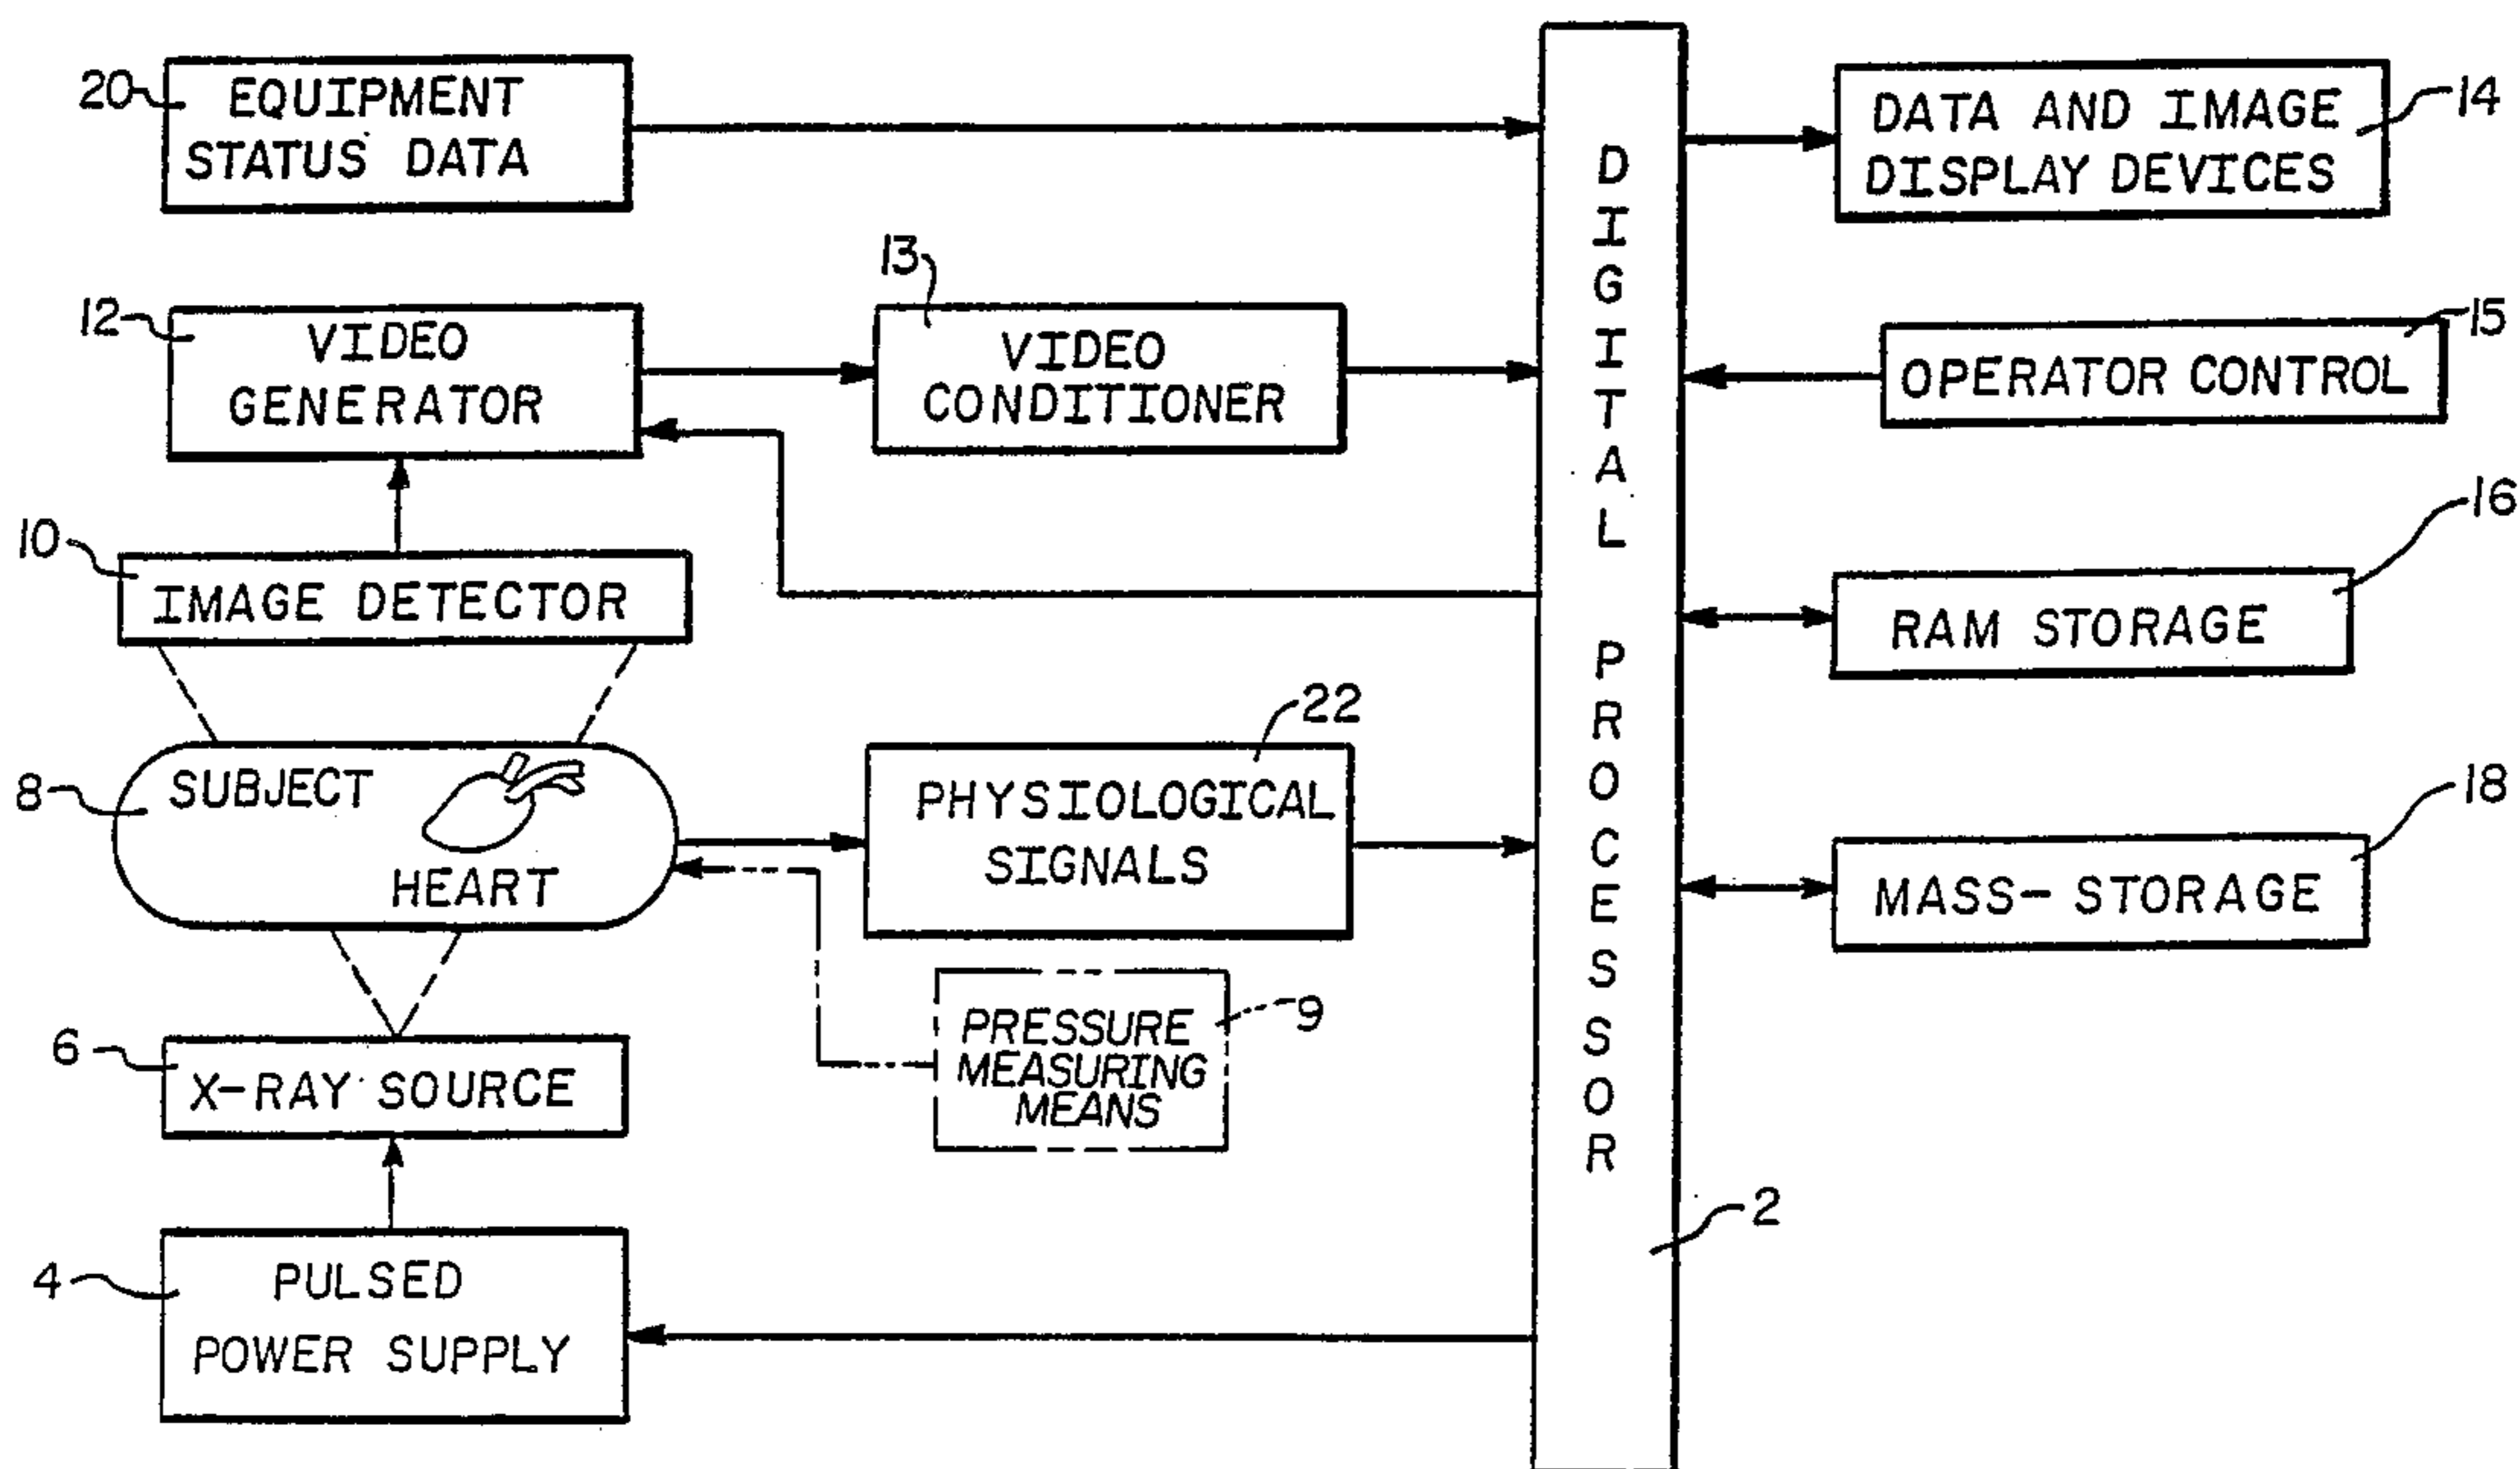 20
EQUIPMENT
STATUS DATA
12
VIDEO
GENERATOR
13
VIDEO
CONDITIONER
10
IMAGE DETECTOR
8
SUBJECT
HEART
22
PHYSIOLOGICAL
SIGNALS
9
PRESSURE
MEASURING
MEANS
6
X-RAY SOURCE
4
PULSED
POWER SUPPLY
DIGITAL PROCESSOR
2
14
DATA AND IMAGE
DISPLAY DEVICES
15
OPERATOR CONTROL
16
RAM STORAGE
18
MASS-STORAGE